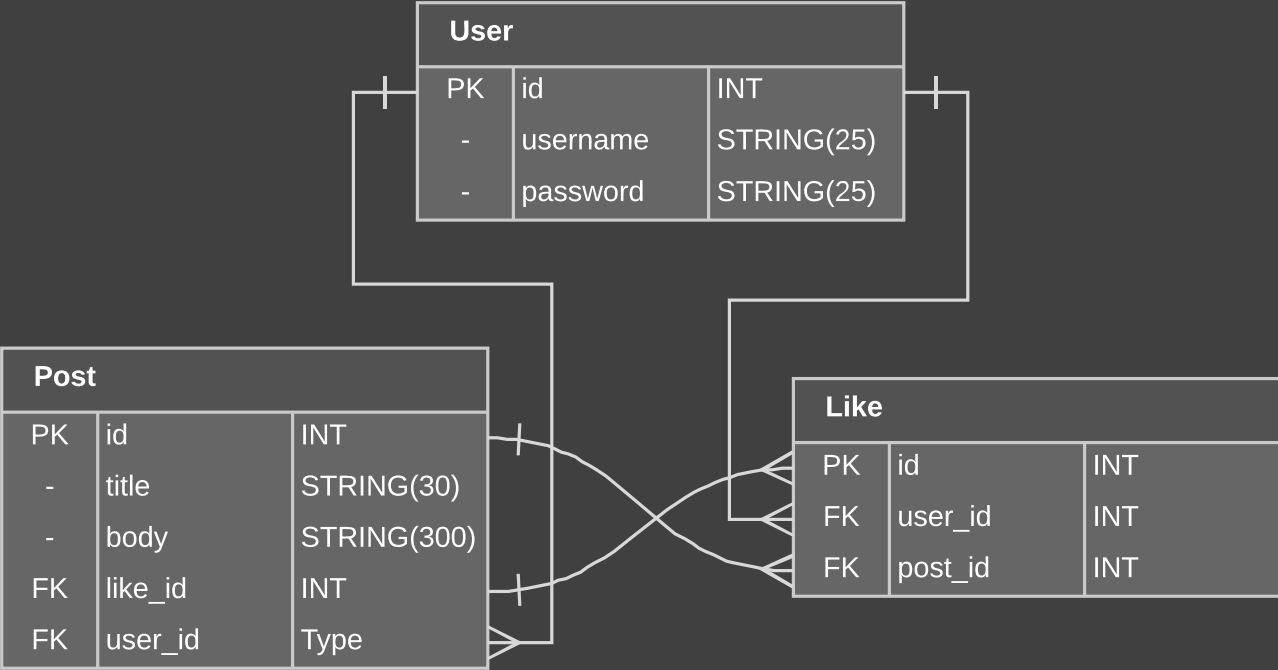 User
PK id INT
- username STRING(25)
- password STRING(25)
Post
PK id INT
- title STRING(30)
- body STRING(300)
FK like_id INT
FK user_id Type
Like
PK id INT
FK user_id INT
FK post_id INT